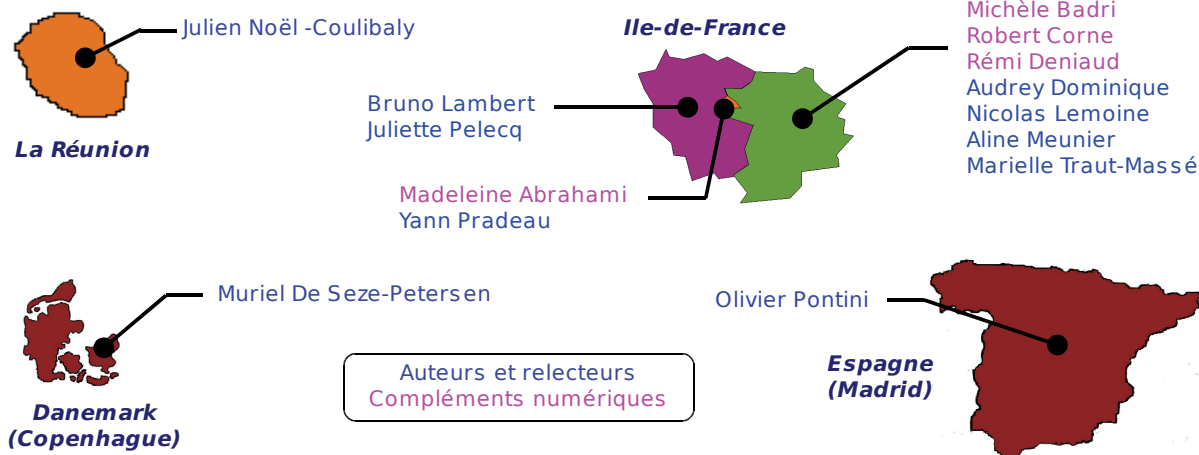 Julien Noël -Coulibaly
La Réunion
Ile-de-France
Bruno Lambert
Juliette Pelecq
Madeleine Abrahami
Yann Pradeau
Michèle Badri
Robert Corne
Rémi Deniaud
Audrey Dominique
Nicolas Lemoine
Aline Meunier
Marielle Traut-Massé
Muriel De Seze-Petersen
Danemark
(Copenhague)
Auteurs et relecteurs
Compléments numériques
Olivier Pontini
Espagne
(Madrid)